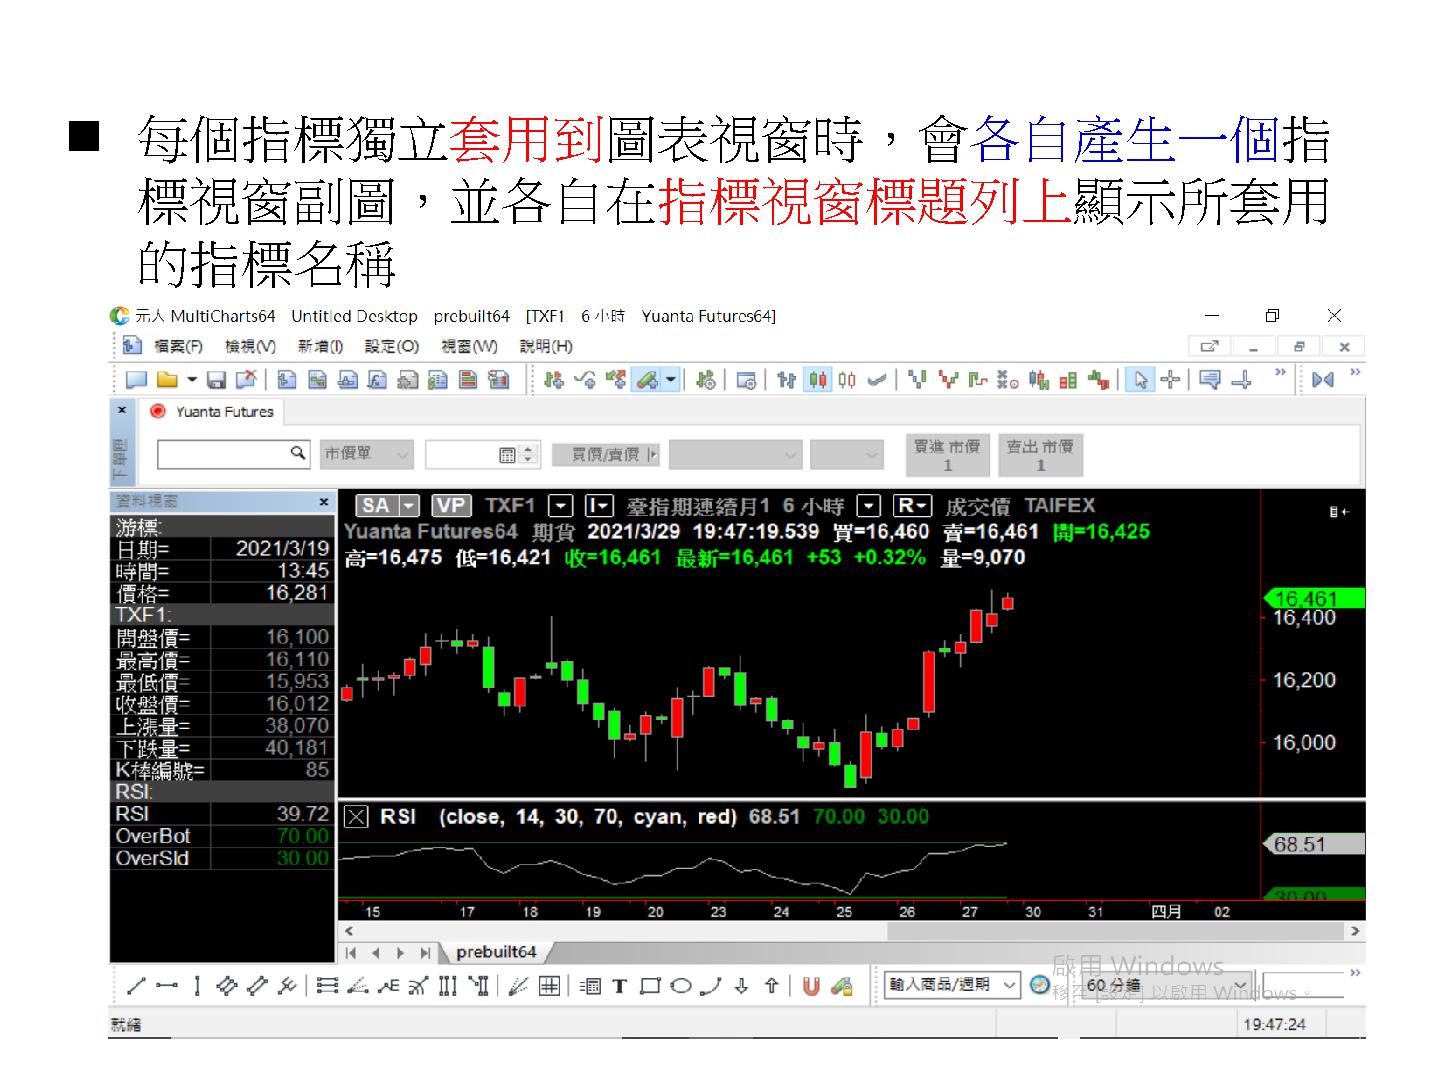 ■ 每個指標獨立套用到圖表視窗時，會各自產生一個指
標視窗副圖，並各自在指標視窗標題列上顯示所套用
的指標名稱
元大 MultiCharts64 Untitled Desktop prebuilt64 [TXF1 6 小時 Yuanta Futures64]
檔案(F) 檢視(V) 新增(I) 設定(O) 視窗(W) 說明(H)
Yuanta Futures
下單匣
市價單 買價/賣價 買進 市價 賣出 市價
1 1
資料視窗
游標:
日期= 2021/3/19
時間= 13:45
價格= 16,281
TXF1:
開盤價= 16,100
最高價= 16,110
最低價= 15,953
收盤價= 16,012
上漲量= 38,070
下跌量= 40,181
K棒編號= 85
RSI:
RSI 39.72
OverBot 70.00
OverSld 30.00
SA VP TXF1 I 臺指期連續月1 6 小時 R 成交價 TAIFEX
Yuanta Futures64 期貨 2021/3/29 19:47:19.539 買=16,460 賣=16,461 開=16,425
高=16,475 低=16,421 收=16,461 最新=16,461 +53 +0.32% 量=9,070
16,461
16,400
16,200
16,000
RSI (close, 14, 30, 70, cyan, red) 68.51 70.00 30.00
68.51
30.00
15 17 18 19 20 23 24 25 26 27 30 31 四月 02
prebuilt64
啟用 Windows
輸入商品/週期 60 分鐘
移至 [設定] 以啟用 Windows。
就緒 19:47:24